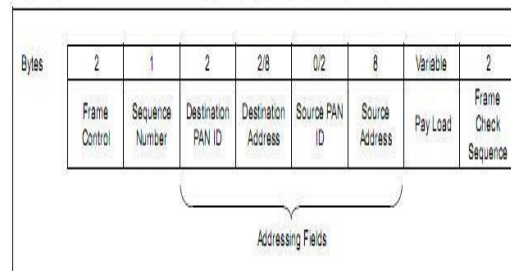 Bytes 2 1 2 2/8 0/2 8 Variable 2
Frame Control
Sequence Number
Destination PAN ID
Destination Address
Source PAN ID
Source Address
Pay Load
Frame Check Sequence
Addressing Fields